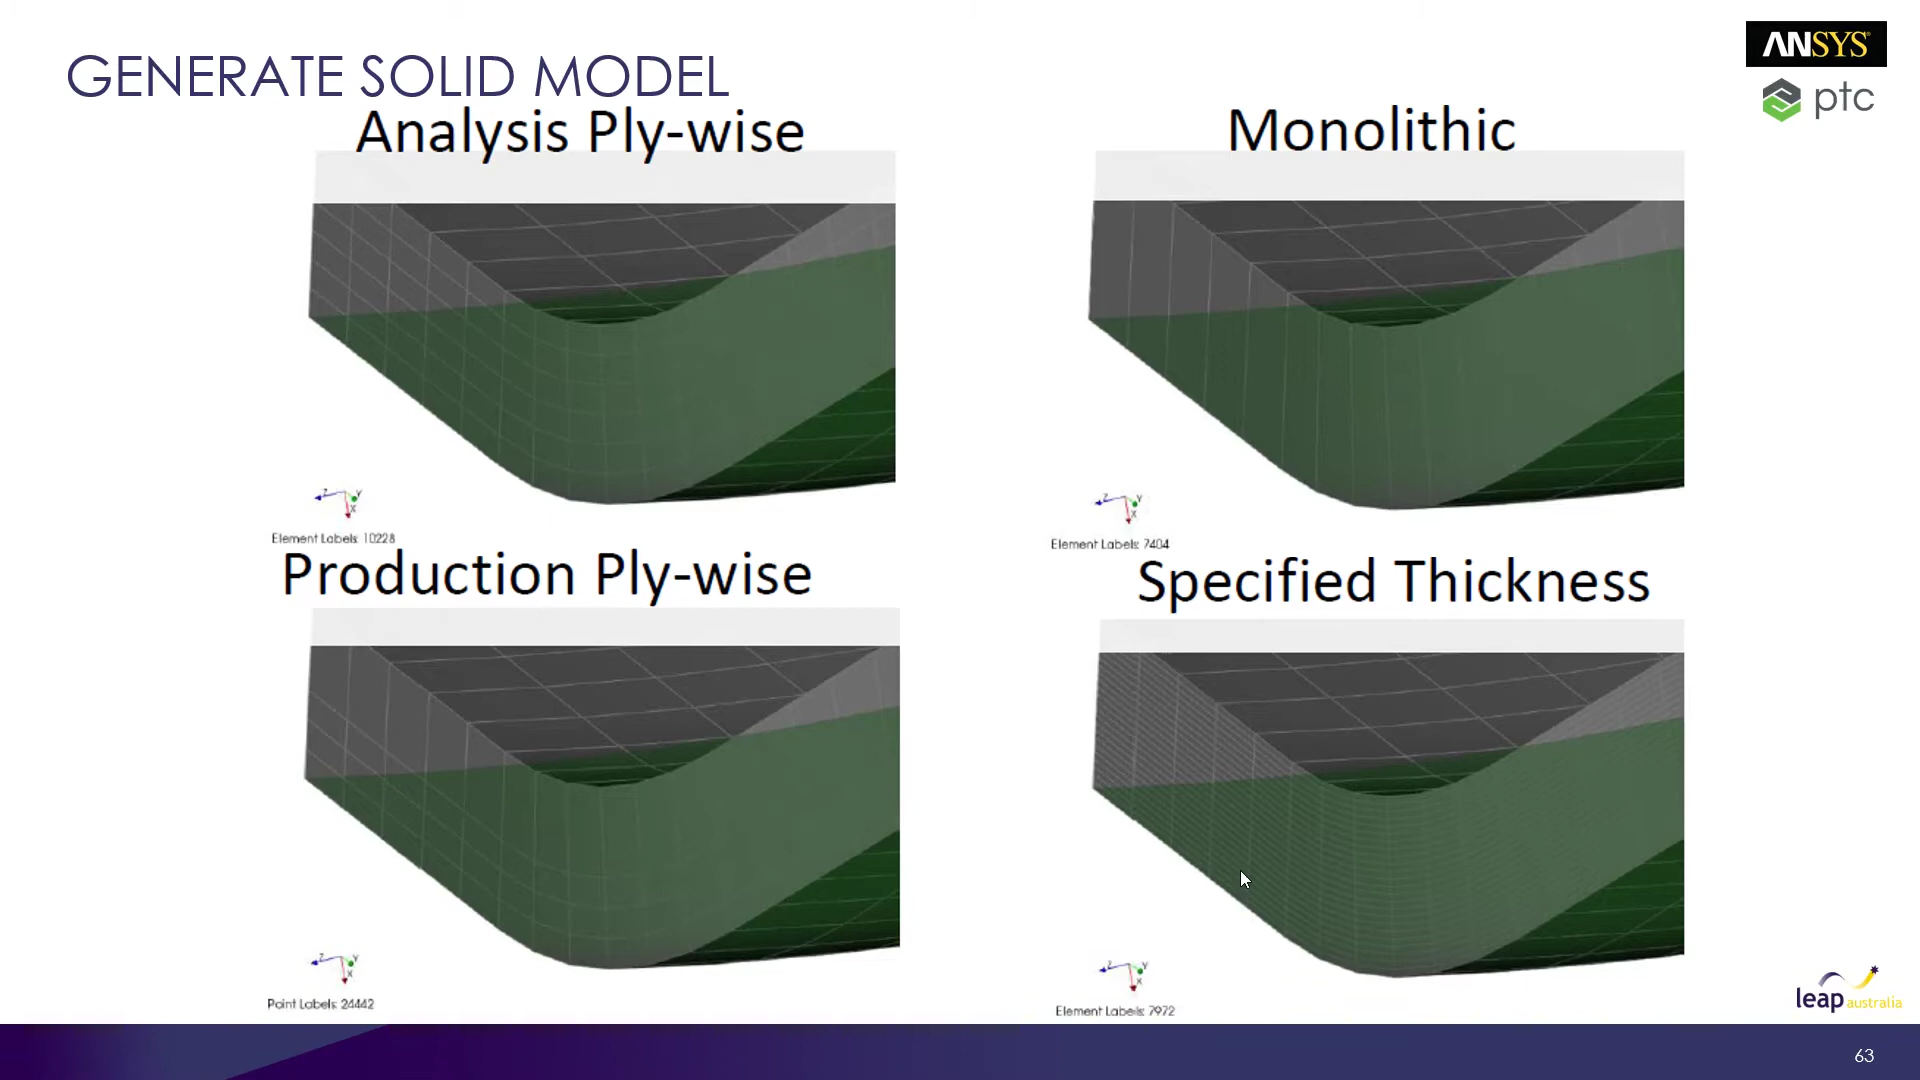 GENERATE SOLID MODEL
ANSYS
ptc
Analysis Ply-wise
Monolithic
Z Y
X
Element Labels: 10228
Z Y
X
Element Labels: 7404
Production Ply-wise
Specified Thickness
Z Y
X
Point Labels: 24442
Z Y
X
Element Labels: 7972
leap australia
63